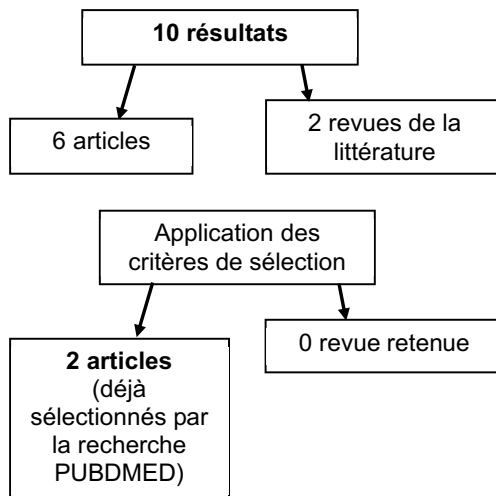 10 résultats
6 articles
2 revues de la
littérature
Application des
critères de sélection
2 articles
(déjà
sélectionnés par
la recherche
PUBDMED)
0 revue retenue